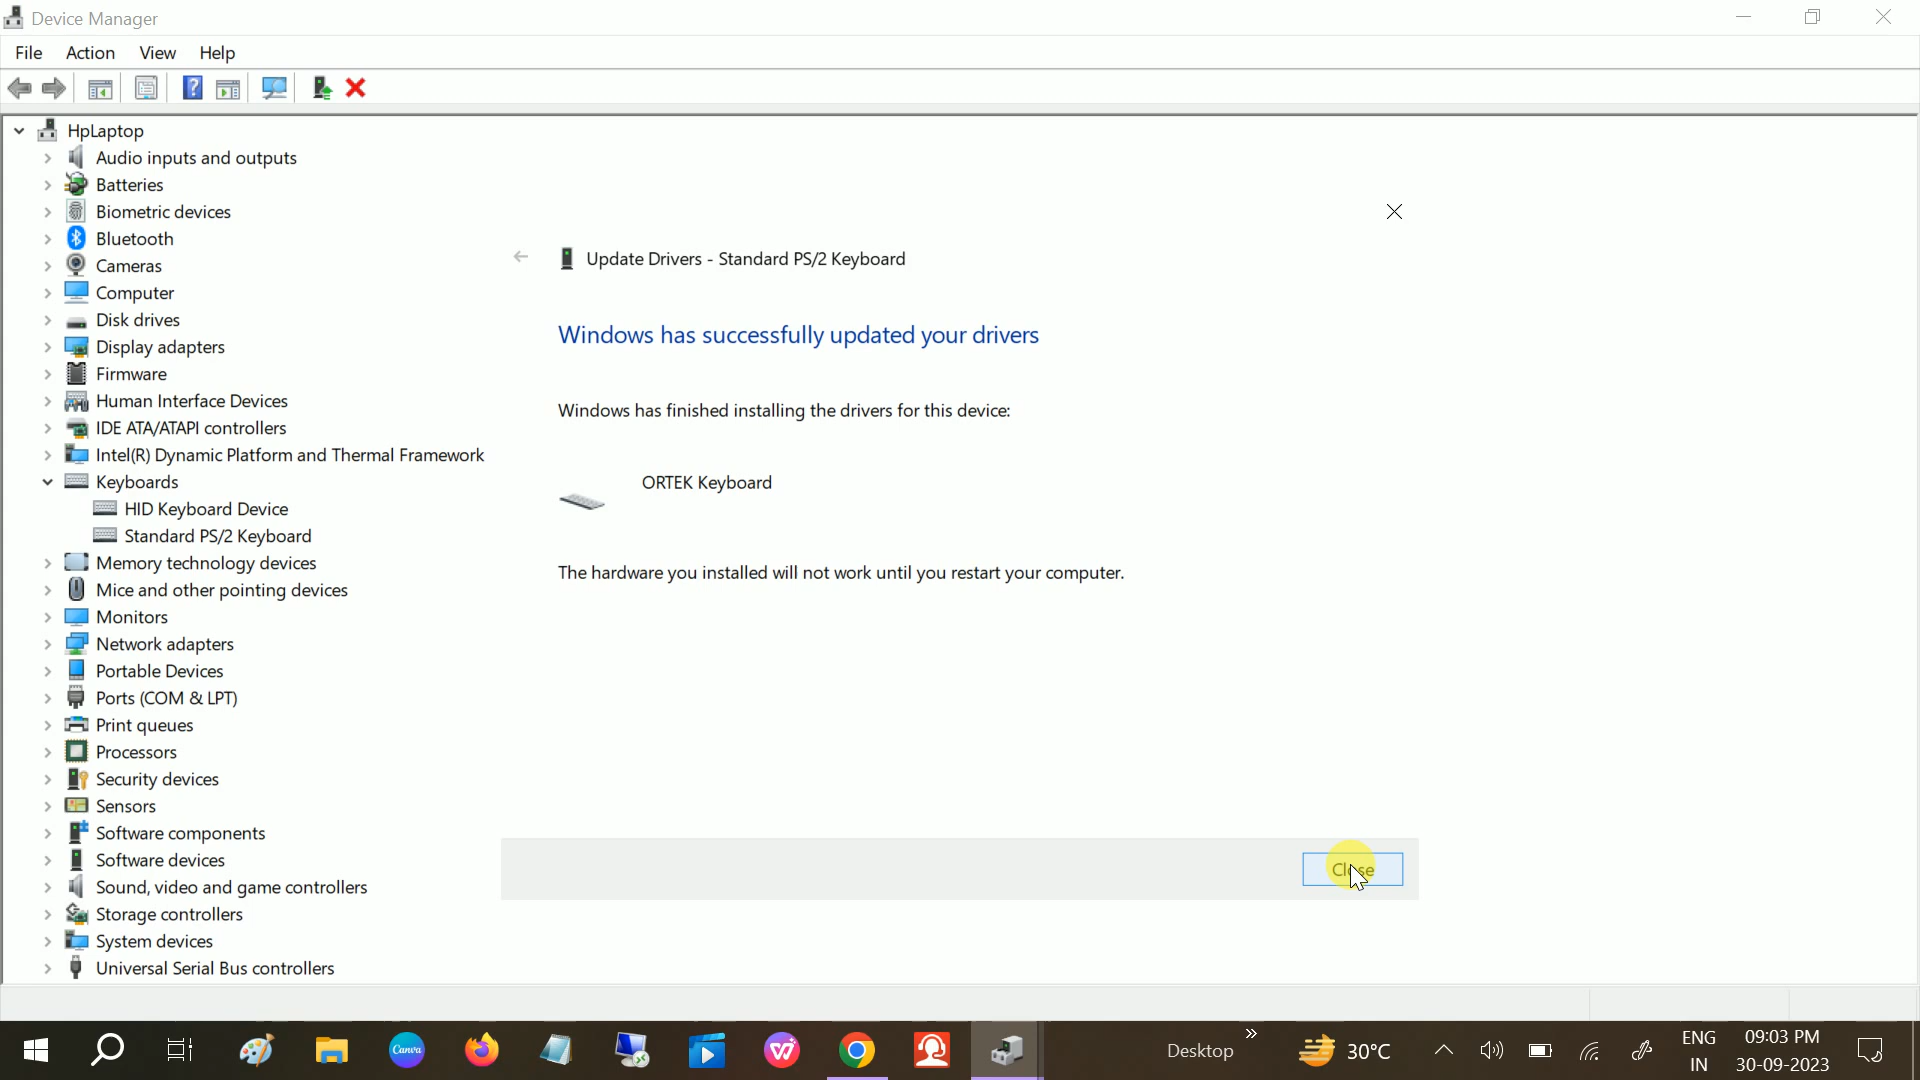 Device Manager
File Action View Help
HpLaptop
Audio inputs and outputs
Batteries
Biometric devices
Bluetooth
Cameras
Computer
Disk drives
Display adapters
Firmware
Human Interface Devices
IDE ATA/ATAPI controllers
Intel(R) Dynamic Platform and Thermal Framework
Keyboards
HID Keyboard Device
Standard PS/2 Keyboard
Memory technology devices
Mice and other pointing devices
Monitors
Network adapters
Portable Devices
Ports (COM & LPT)
Print queues
Processors
Security devices
Sensors
Software components
Software devices
Sound, video and game controllers
Storage controllers
System devices
Universal Serial Bus controllers
Update Drivers - Standard PS/2 Keyboard
Windows has successfully updated your drivers
Windows has finished installing the drivers for this device:
ORTEK Keyboard
The hardware you installed will not work until you restart your computer.
Close
Canva
Desktop
30°C
ENG
IN
09:03 PM
30-09-2023